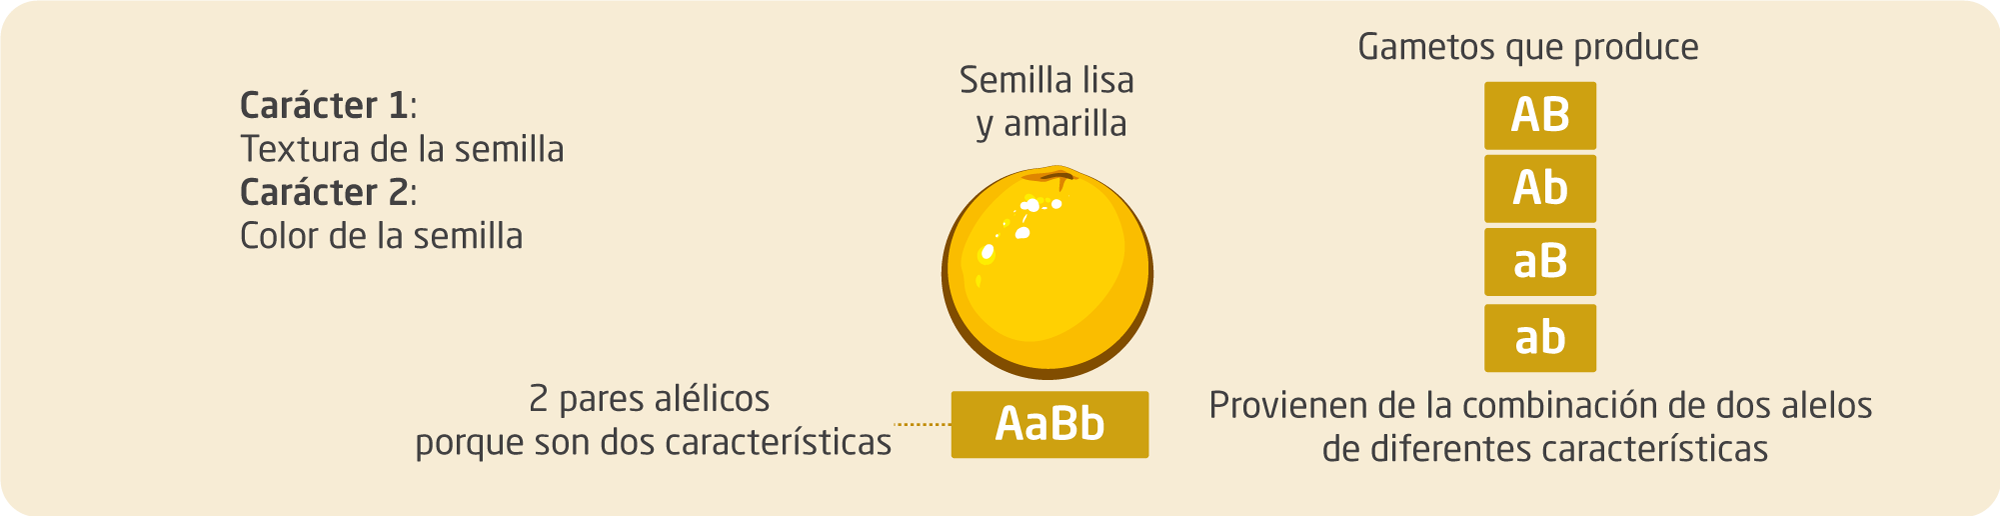 Carácter 1:
Textura de la semilla
Carácter 2:
Color de la semilla
Semilla lisa
y amarilla
2 pares alélicos
porque son dos características
AaBb
Gametos que produce
AB
Ab
aB
ab
Provienen de la combinación de dos alelos
de diferentes características